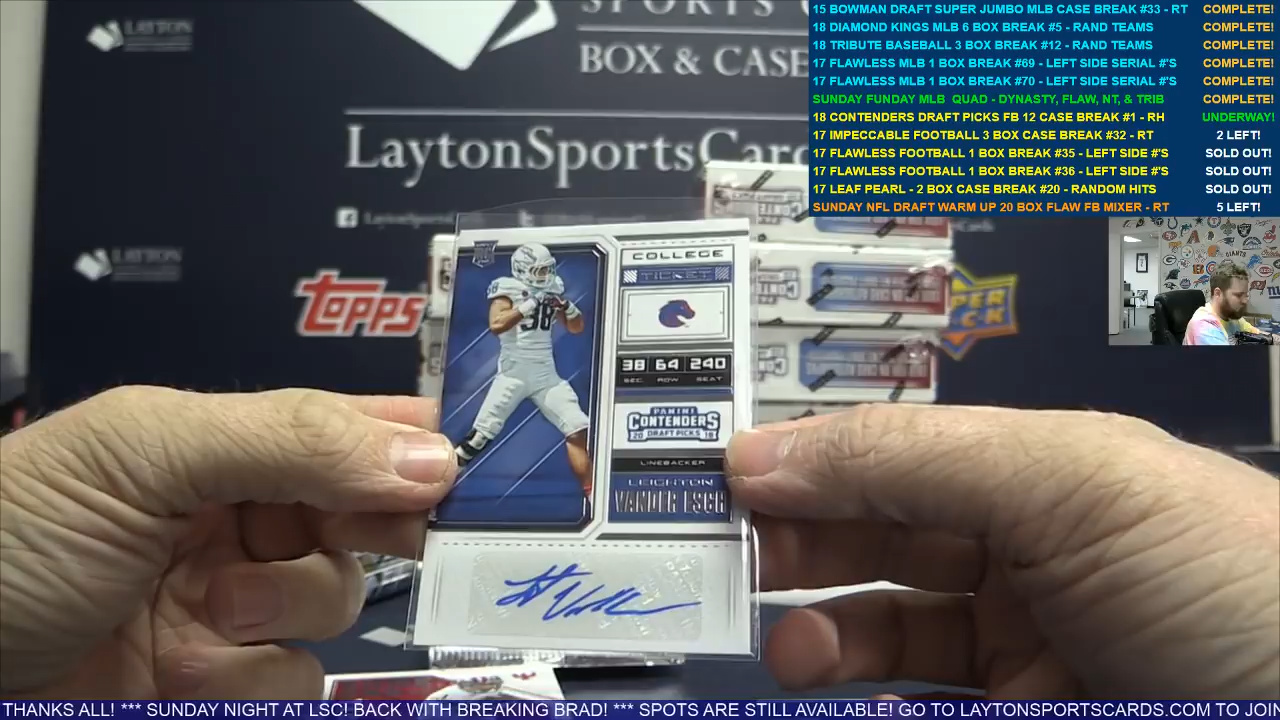 15 BOWMAN DRAFT SUPER JUMBO MLB CASE BREAK #33 - RT COMPLETE!
18 DIAMOND KINGS MLB 6 BOX BREAK #5 - RAND TEAMS COMPLETE!
18 TRIBUTE BASEBALL 3 BOX BREAK #12 - RAND TEAMS COMPLETE!
17 FLAWLESS MLB 1 BOX BREAK #69 - LEFT SIDE SERIAL #'S COMPLETE!
17 FLAWLESS MLB 1 BOX BREAK #70 - LEFT SIDE SERIAL #'S COMPLETE!
SUNDAY FUNDAY MLB QUAD - DYNASTY, FLAW, NT, & TRIB COMPLETE!
18 CONTENDERS DRAFT PICKS FB 12 CASE BREAK #1 - RH UNDERWAY!
17 IMPECCABLE FOOTBALL 3 BOX CASE BREAK #32 - RT 2 LEFT!
17 FLAWLESS FOOTBALL 1 BOX BREAK #35 - LEFT SIDE #'S SOLD OUT!
17 FLAWLESS FOOTBALL 1 BOX BREAK #36 - LEFT SIDE #'S SOLD OUT!
17 LEAF PEARL - 2 BOX CASE BREAK #20 - RANDOM HITS SOLD OUT!
SUNDAY NFL DRAFT WARM UP 20 BOX FLAW FB MIXER - RT 5 LEFT!
LAYTON
BOX & CASE
LaytonSportsCar
LAYTON
TOPPS
COLLEGE
TICKET
38 64 240
SEC. ROW SEAT
PANINI
CONTENDERS
20 DRAFT PICKS 18
LINEBACKER
LEIGHTON
VANDER ESCH
38
THANKS ALL! *** SUNDAY NIGHT AT LSC! BACK WITH BREAKING BRAD! *** SPOTS ARE STILL AVAILABLE! GO TO LAYTONSPORTSCARDS.COM TO JOIN